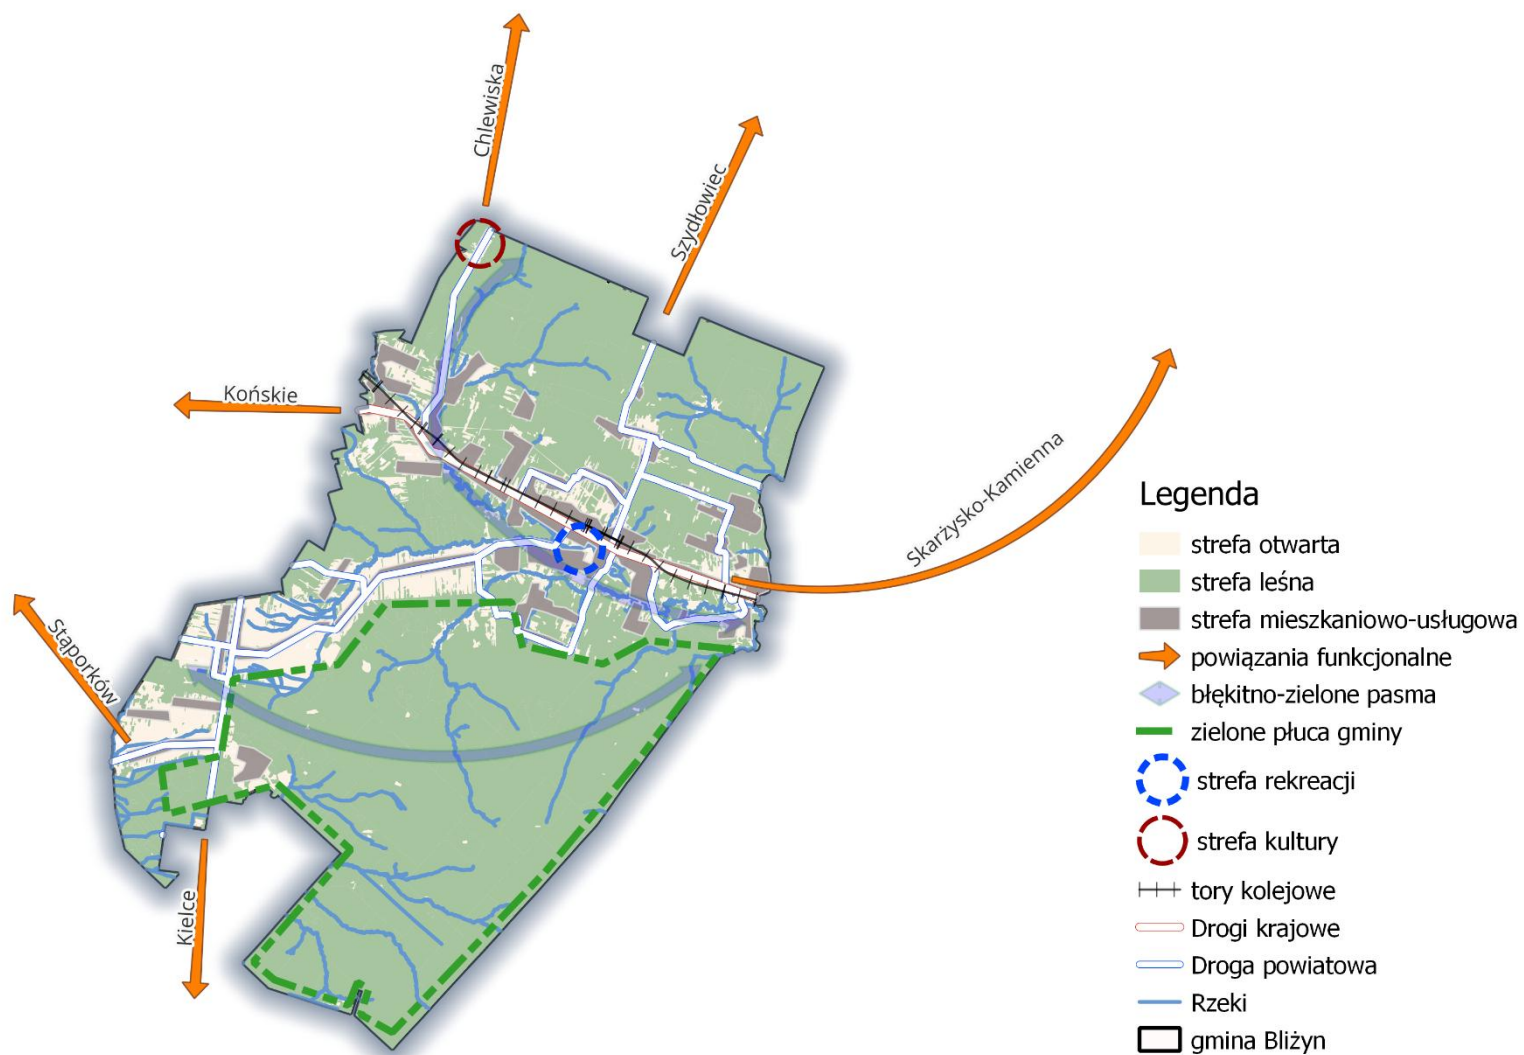 Chlewiska
Szydłowiec
Końskie
Skarżysko-Kamienna
Stąporków
Kielce
Legenda
strefa otwarta
strefa leśna
strefa mieszkaniowo-usługowa
powiązania funkcjonalne
błękitno-zielone pasma
zielone płuca gminy
strefa rekreacji
strefa kultury
tory kolejowe
Drogi krajowe
Droga powiatowa
Rzeki
gmina Bliżyn